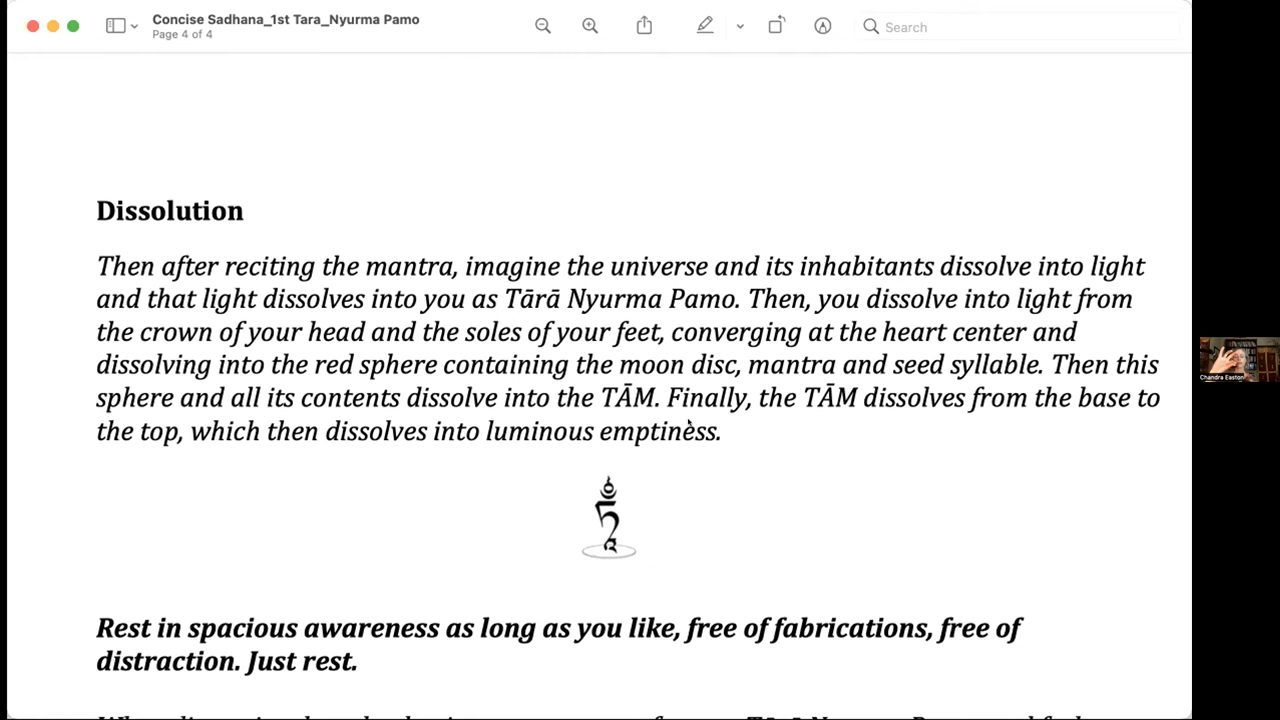 Concise Sadhana_1st Tara_Nyurma Pamo
Page 4 of 4
Search
Dissolution
Then after reciting the mantra, imagine the universe and its inhabitants dissolve into light
and that light dissolves into you as Tārā Nyurma Pamo. Then, you dissolve into light from
the crown of your head and the soles of your feet, converging at the heart center and
dissolving into the red sphere containing the moon disc, mantra and seed syllable. Then this
sphere and all its contents dissolve into the TĀM. Finally, the TĀM dissolves from the base to
the top, which then dissolves into luminous emptiness.
Chandra Easton
Rest in spacious awareness as long as you like, free of fabrications, free of
distraction. Just rest.